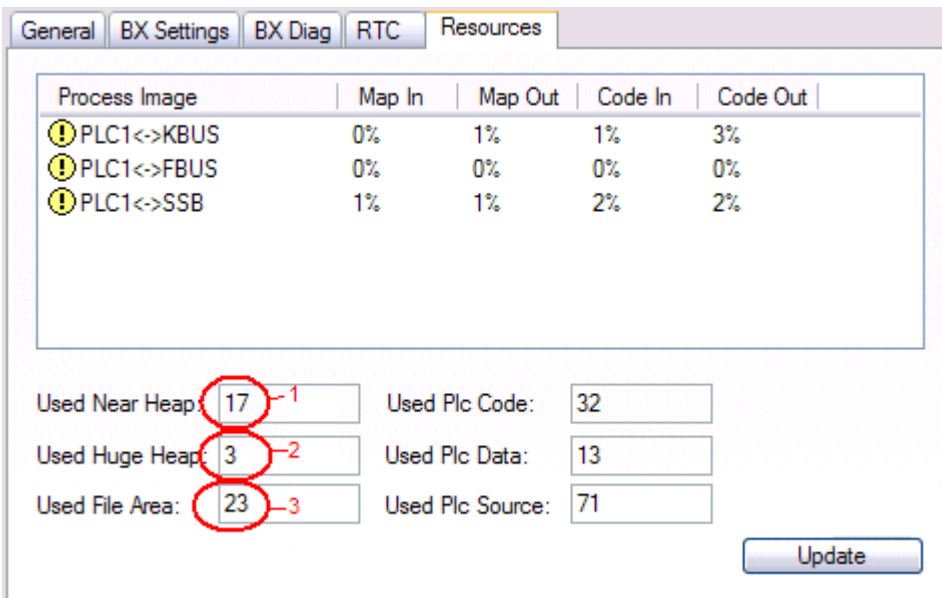 General BX Settings BX Diag RTC Resources
Process Image Map In Map Out Code In Code Out
PLC1<->KBUS 0% 1% 1% 3%
PLC1<->FBUS 0% 0% 0% 0%
PLC1<->SSB 1% 1% 2% 2%
Used Near Heap: 17 1 Used Plc Code: 32
Used Huge Heap: 3 2 Used Plc Data: 13
Used File Area: 23 3 Used Plc Source: 71
Update